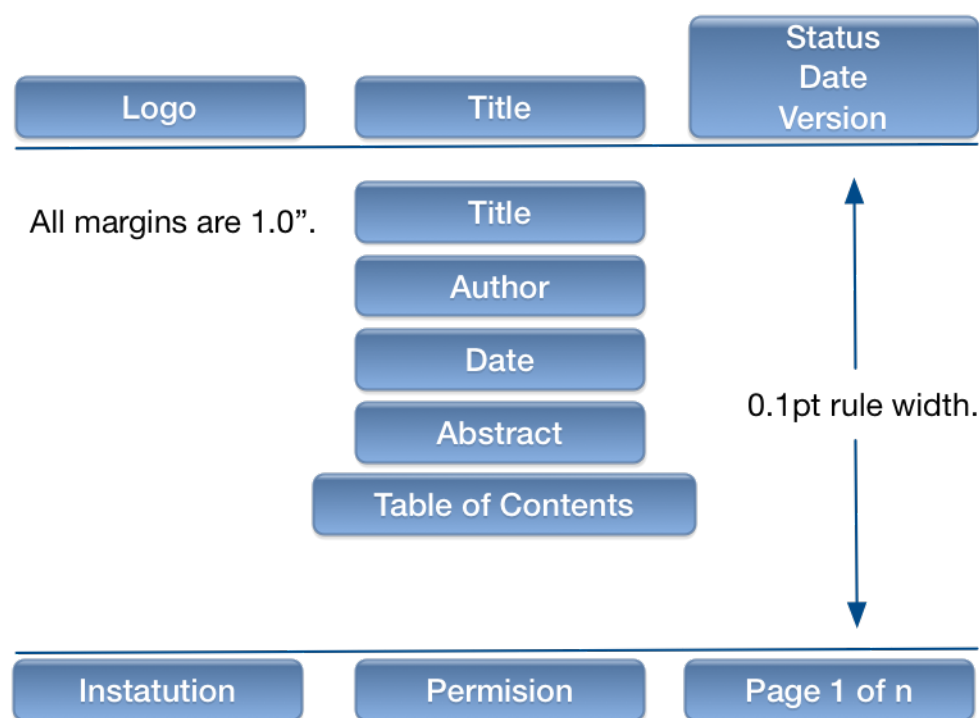 Logo
Title
Status
Date
Version
All margins are 1.0”.
Title
Author
Date
Abstract
Table of Contents
0.1pt rule width.
Instatution
Permision
Page 1 of n